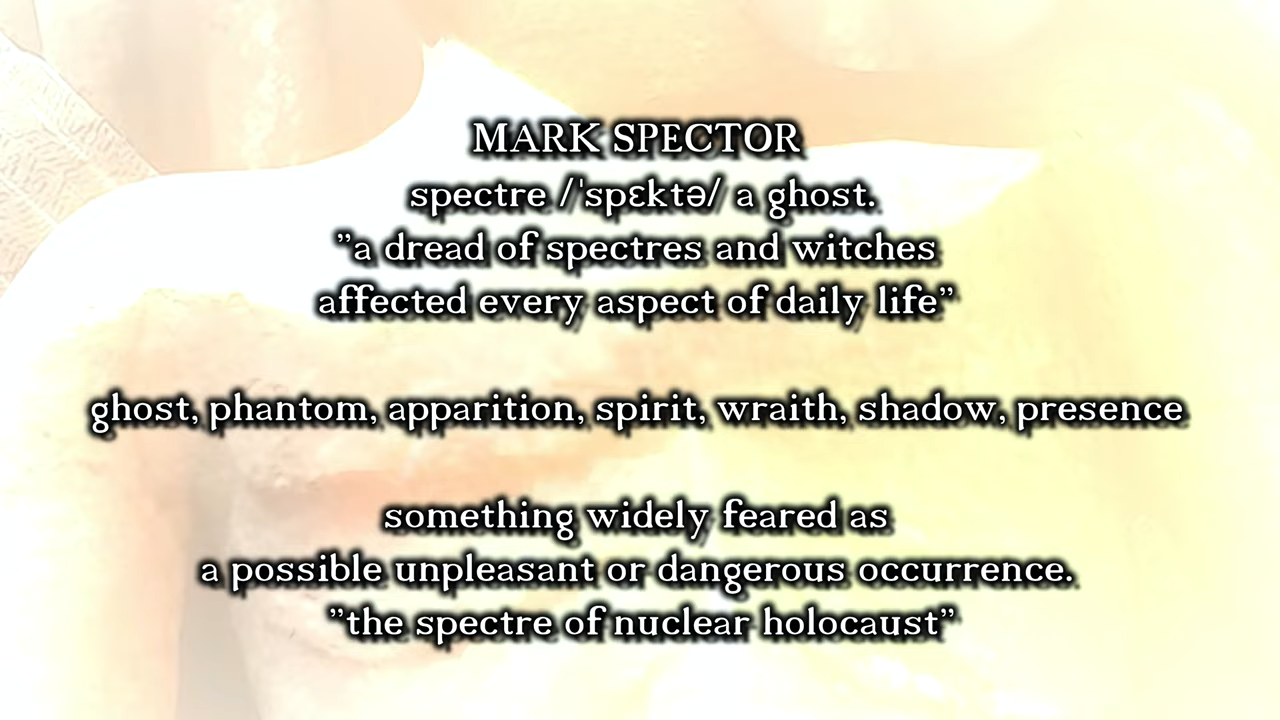 MARK SPECTOR
spectre /ˈspɛktə/ a ghost.
”a dread of spectres and witches
affected every aspect of daily life”
ghost, phantom, apparition, spirit, wraith, shadow, presence
something widely feared as
a possible unpleasant or dangerous occurrence.
”the spectre of nuclear holocaust”